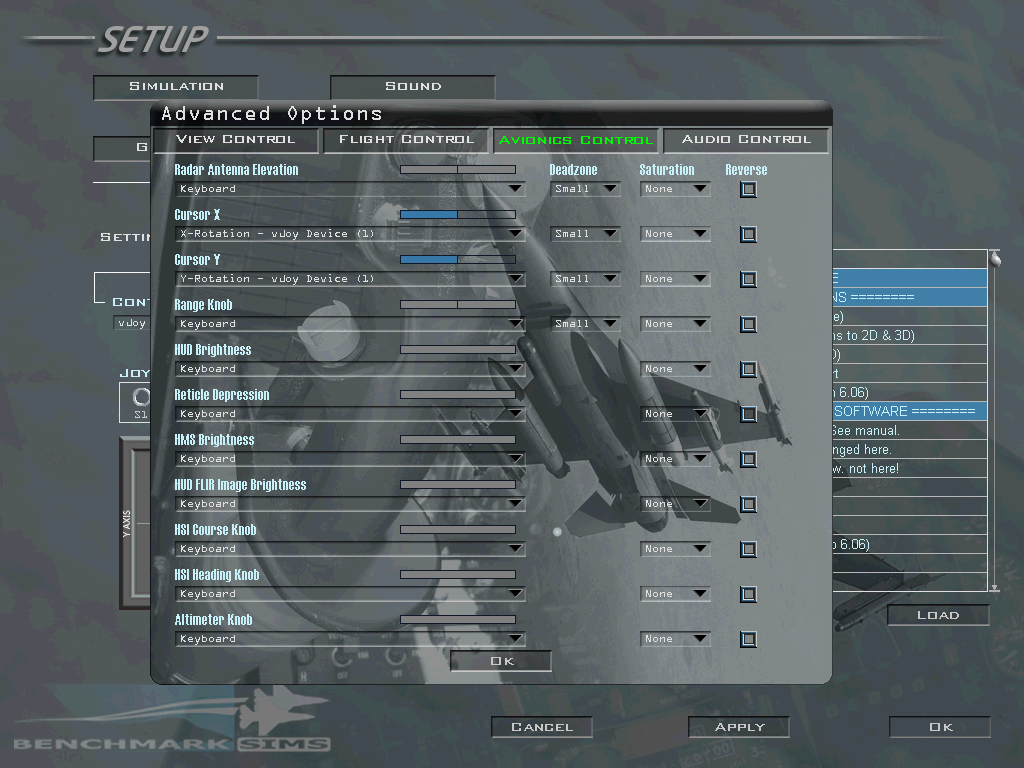 SETUP
SIMULATION SOUND
Advanced Options
VIEW CONTROL FLIGHT CONTROL AVIONICS CONTROL AUDIO CONTROL
G
Radar Antenna Elevation Deadzone Saturation Reverse
Keyboard Small None
Cursor X
X-Rotation - vJoy Device (1) Small None
SETTIN
Cursor Y
Y-Rotation - vJoy Device (1) Small None
E
NS ========
CONT
Range Knob
e)
vJoy
Keyboard Small None
ns to 2D & 3D)
HUD Brightness
0)
Keyboard None
rt
JOY
n 6.06)
Reticle Depression
SOFTWARE ========
S1
Keyboard None
See manual.
HMS Brightness
nged here.
Keyboard None
w. not here!
HUD FLIR Image Brightness
Keyboard None
Y AXIS
HSI Course Knob
o 6.06)
Keyboard None
HSI Heading Knob
Keyboard None
LOAD
Altimeter Knob
Keyboard None
OK
H OFF OFF
CANCEL APPLY OK
BENCHMARK SIMS